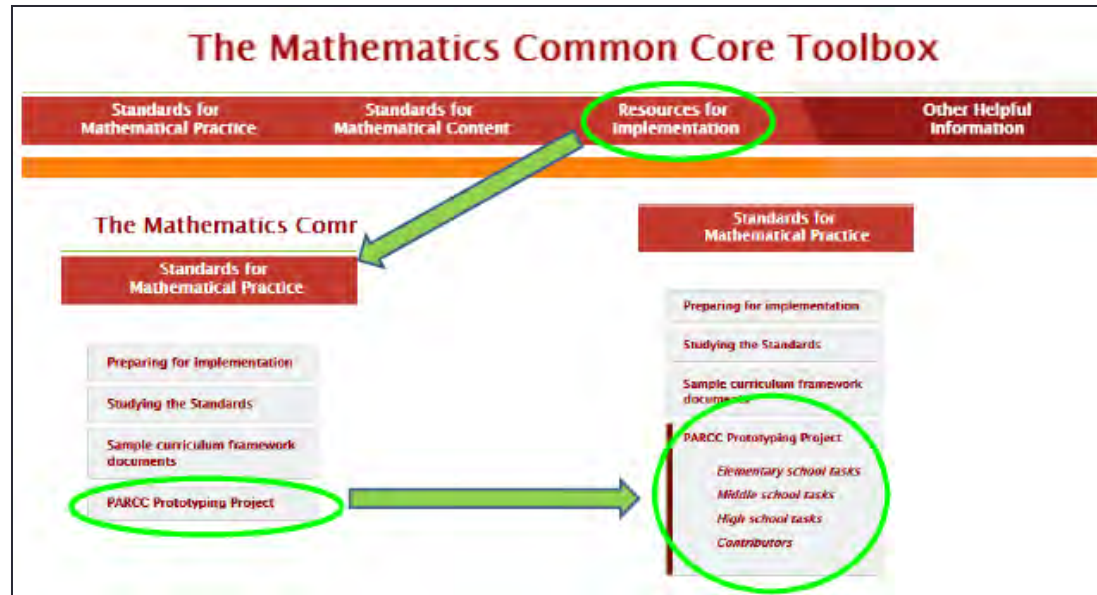 The Mathematics Common Core Toolbox
Standards for
Mathematical Practice
Standards for
Mathematical Content
Resources for
Implementation
Other Helpful
Information
The Mathematics Comr
Standards for
Mathematical Practice
Preparing for implementation
Studying the Standards
Sample curriculum framework
documents
PARCC Prototyping Project
Standards for
Mathematical Practice
Preparing for implementation
Studying the Standards
Sample curriculum framework
documents
PARCC Prototyping Project
Elementary school tasks
Middle school tasks
High school tasks
Contributors